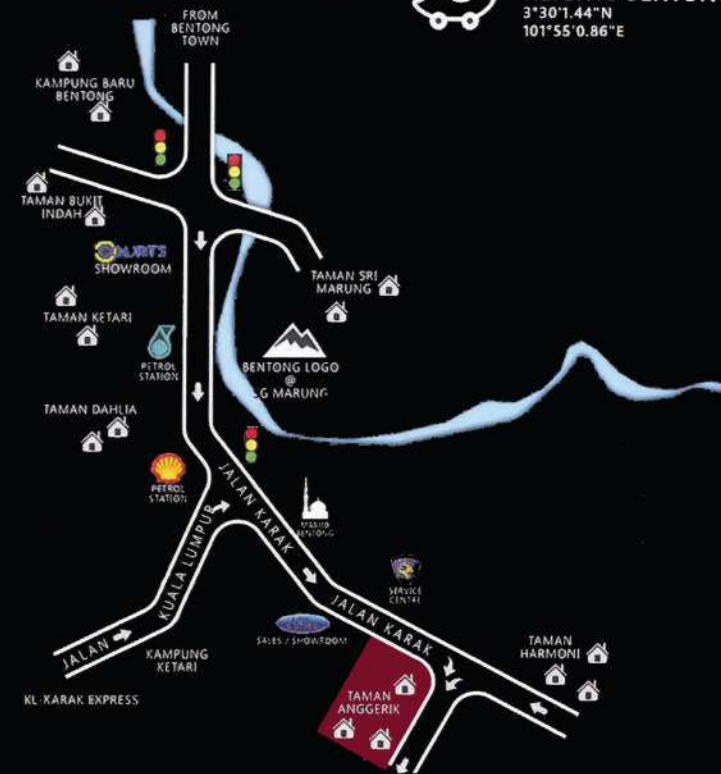 BENTONG
3°30'1.44"N
101°55'0.86"E
FROM
BENTONG
TOWN
KAMPUNG BARU
BENTONG
TAMAN BUKIT
INDAH
SHOWROOM
TAMAN SRI
MARUNG
TAMAN KETARI
PETROL
STATION
BENTONG LOGO
@
G MARUNG
TAMAN DAHLIA
PETROL
STATION
JALAN KARAK
MASJID
BENTONG
JALAN KUALA LUMPUR
SERVICE
JALAN KARAK
SALES / SHOWROOM
KAMPUNG
KETARI
TAMAN
HARMONI
KL-KARAK EXPRESS
TAMAN
ANGGERIK